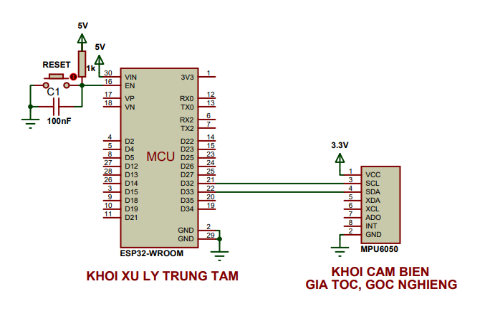 5V
5V
RESET
1k
C1
100nF
30 VIN 3V3 1
16 EN
17 VP RX0 12
18 VN TX0 13
RX2 6
TX2 7
MCU
4 D2 D22 14
5 D4 D23 15
8 D5 D25 23
27 D12 D26 24
28 D13 D27 25
26 D14 D32 21
3 D15 D33 22
9 D18 D35 20
10 D19 D34 19
11 D21
GND 2
GND 29
ESP32-WROOM
KHOI XU LY TRUNG TAM
3.3V
1 VCC
3 SCL
4 SDA
5 XDA
6 XCL
7 ADO
8 INT
2 GND
MPU6050
KHOI CAM BIEN
GIA TOC, GOC NGHIENG